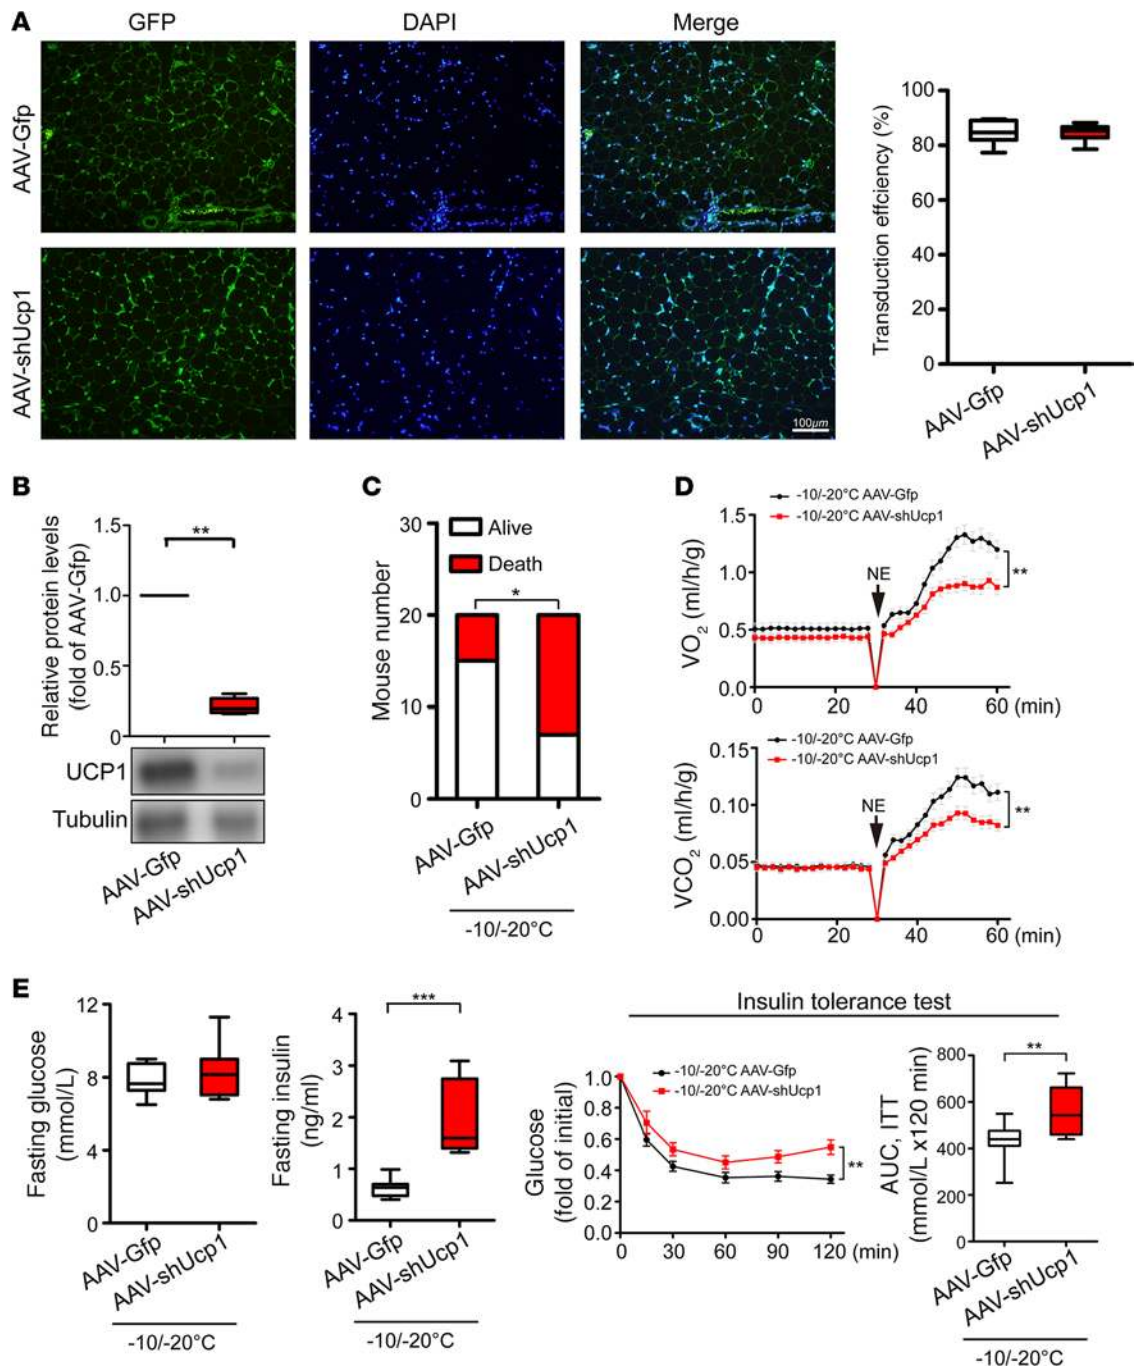 A
GFP
DAPI
Merge
AAV-Gfp
AAV-shUcp1
100µm
Transduction effciency (%)
100
80
60
40
20
0
AAV-Gfp
AAV-shUcp1
B
Relative protein levels
(fold of AAV-Gfp)
1.5
1.0
0.5
0
**
UCP1
Tubulin
AAV-Gfp
AAV-shUcp1
C
Mouse number
30
20
10
0
Alive
Death
*
AAV-Gfp
AAV-shUcp1
-10/-20°C
D
-10/-20°C AAV-Gfp
-10/-20°C AAV-shUcp1
VO2 (ml/h/g)
1.5
1.0
0.5
0.0
NE
**
0
20
40
60
(min)
-10/-20°C AAV-Gfp
-10/-20°C AAV-shUcp1
VCO2 (ml/h/g)
0.15
0.10
0.05
0.00
NE
**
0
20
40
60
(min)
E
Fasting glucose
(mmol/L)
12
8
4
0
AAV-Gfp
AAV-shUcp1
-10/-20°C
Fasting insulin
(ng/ml)
4
3
2
1
0
***
AAV-Gfp
AAV-shUcp1
-10/-20°C
Insulin tolerance test
-10/-20°C AAV-Gfp
-10/-20°C AAV-shUcp1
Glucose
(fold of initial)
1.0
0.8
0.6
0.4
0.2
0.0
**
0
30
60
90
120
(min)
AUC, ITT
(mmol/L x120 min)
800
600
400
200
0
**
AAV-Gfp
AAV-shUcp1
-10/-20°C